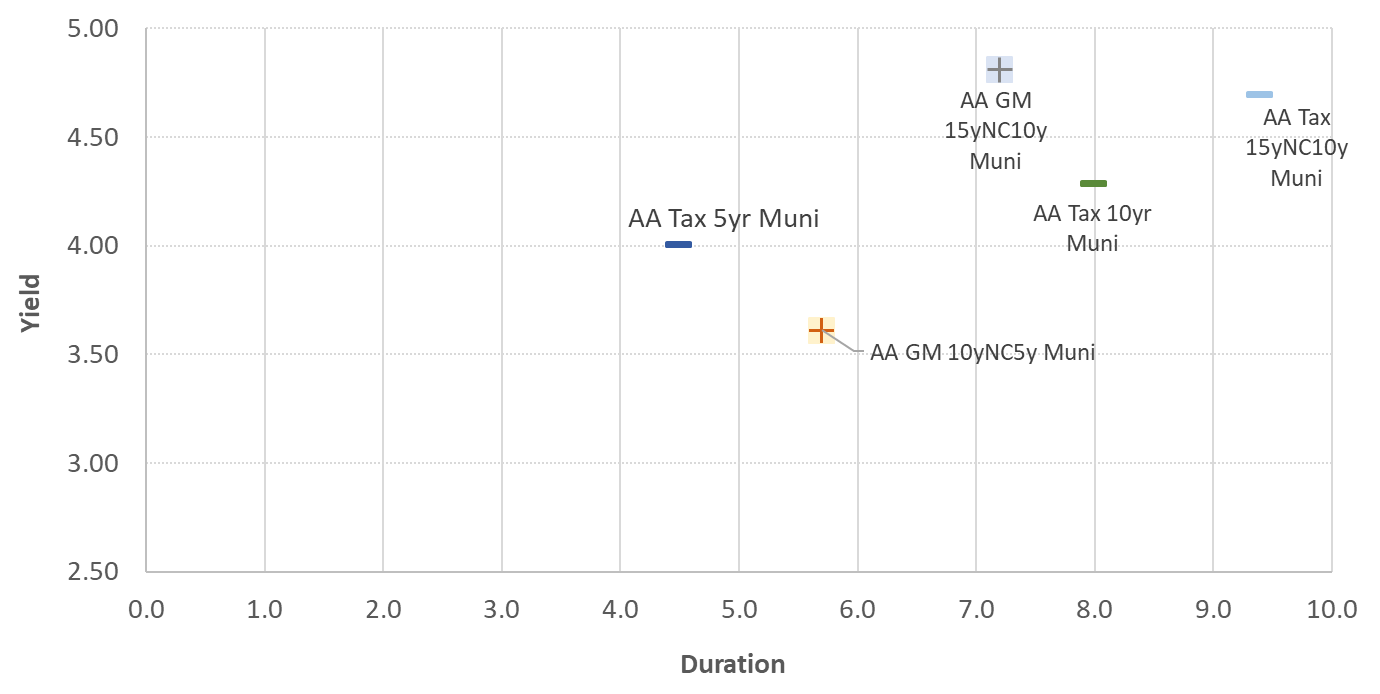 5.00
4.50
4.00
3.50
3.00
2.50
Yield
AA GM
15yNC10y
Muni
AA Tax
15yNC10y
Muni
AA Tax 10yr
Muni
AA Tax 5yr Muni
AA GM 10yNC5y Muni
0.0 1.0 2.0 3.0 4.0 5.0 6.0 7.0 8.0 9.0 10.0
Duration